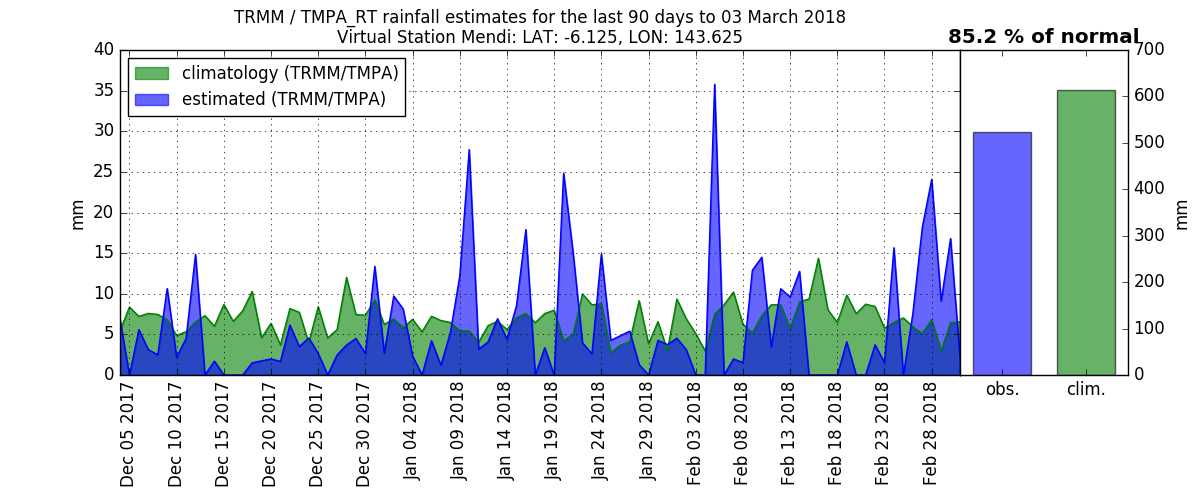 TRMM / TMPA_RT rainfall estimates for the last 90 days to 03 March 2018
Virtual Station Mendi: LAT: -6.125, LON: 143.625
85.2 % of normal
climatology (TRMM/TMPA)
estimated (TRMM/TMPA)
40
35
30
25
20
15
10
5
0
mm
700
600
500
400
300
200
100
0
mm
Dec 05 2017
Dec 10 2017
Dec 15 2017
Dec 20 2017
Dec 25 2017
Dec 30 2017
Jan 04 2018
Jan 09 2018
Jan 14 2018
Jan 19 2018
Jan 24 2018
Jan 29 2018
Feb 03 2018
Feb 08 2018
Feb 13 2018
Feb 18 2018
Feb 23 2018
Feb 28 2018
obs.
clim.